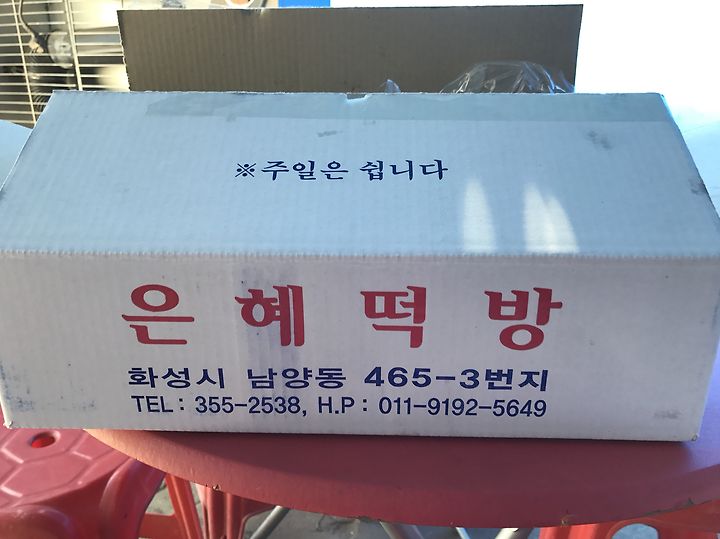 ※주일은 쉽니다
은혜떡방
화성시 남양동 465-3번지
TEL : 355-2538, H.P : 011-9192-5649